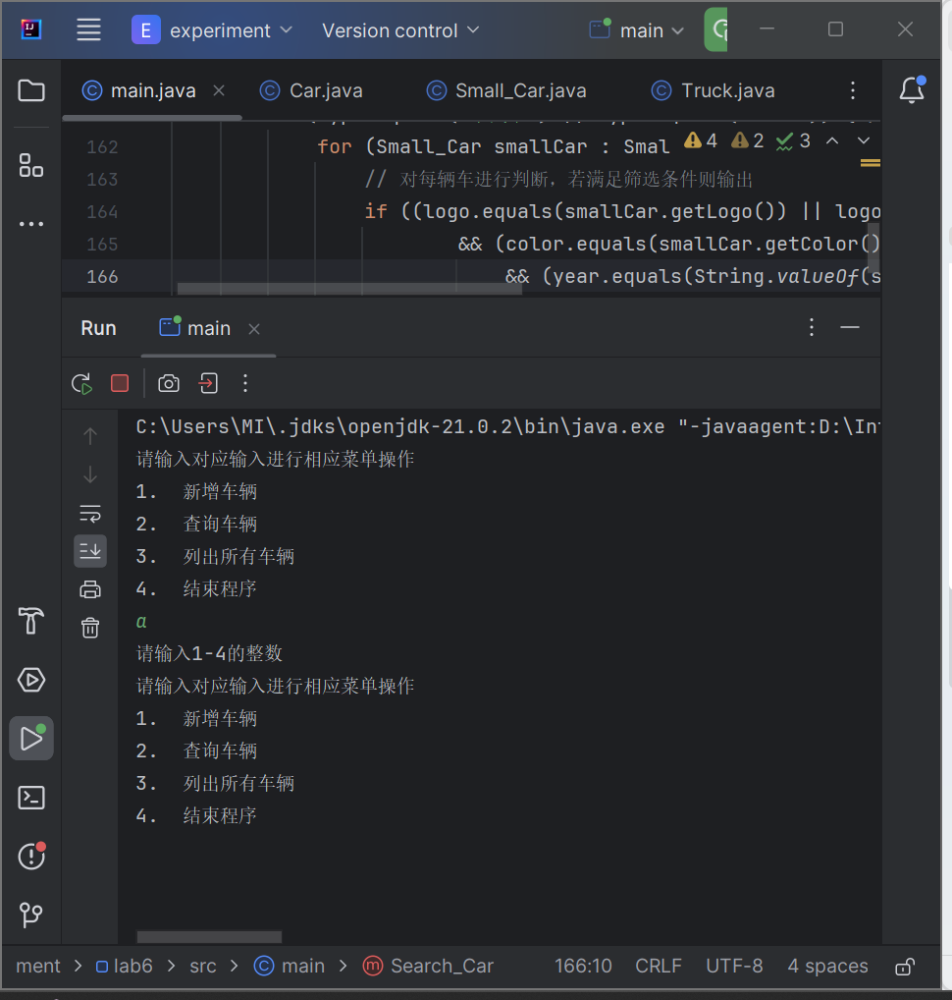 E experiment Version control main
main.java Car.java Small_Car.java Truck.java
162 for (Small_Car smallCar : Smal 4 2 3
163 // 对每辆车进行判断，若满足筛选条件则输出
164 if ((logo.equals(smallCar.getLogo()) || logo
165 && (color.equals(smallCar.getColor()
166 && (year.equals(String.valueOf(s
Run main
C:\Users\MI\.jdks\openjdk-21.0.2\bin\java.exe "-javaagent:D:\Int
请输入对应输入进行相应菜单操作
1. 新增车辆
2. 查询车辆
3. 列出所有车辆
4. 结束程序
a
请输入1-4的整数
请输入对应输入进行相应菜单操作
1. 新增车辆
2. 查询车辆
3. 列出所有车辆
4. 结束程序
ment lab6 src main Search_Car 166:10 CRLF UTF-8 4 spaces